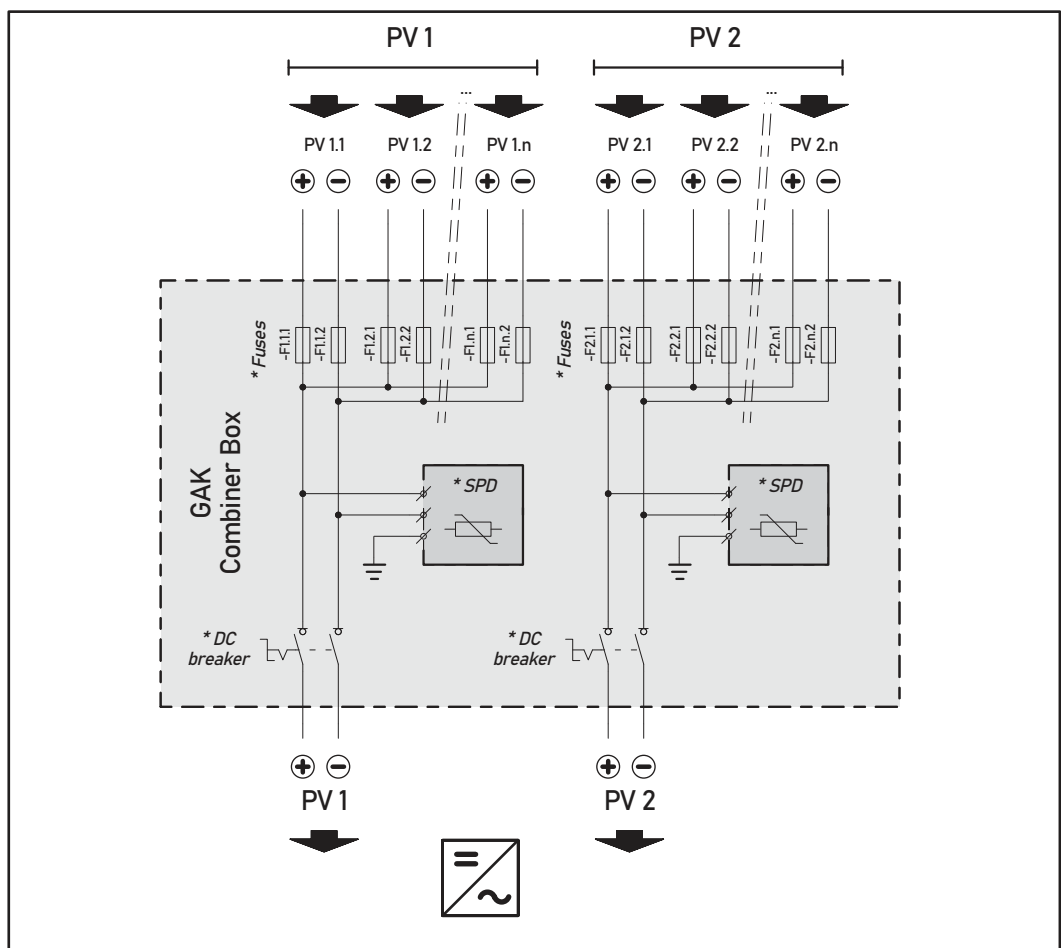 PV 1 PV 2
... ...
PV 1.1 PV 1.2 PV 1.n PV 2.1 PV 2.2 PV 2.n
+ − + − + − + − + − + −
* Fuses
-F1.1.1
-F1.1.2
-F1.2.1
-F1.2.2
-F1.n.1
-F1.n.2
* Fuses
-F2.1.1
-F2.1.2
-F2.2.1
-F2.2.2
-F2.n.1
-F2.n.2
GAK
Combiner Box
* SPD
* SPD
* DC
breaker
* DC
breaker
+ − + −
PV 1 PV 2